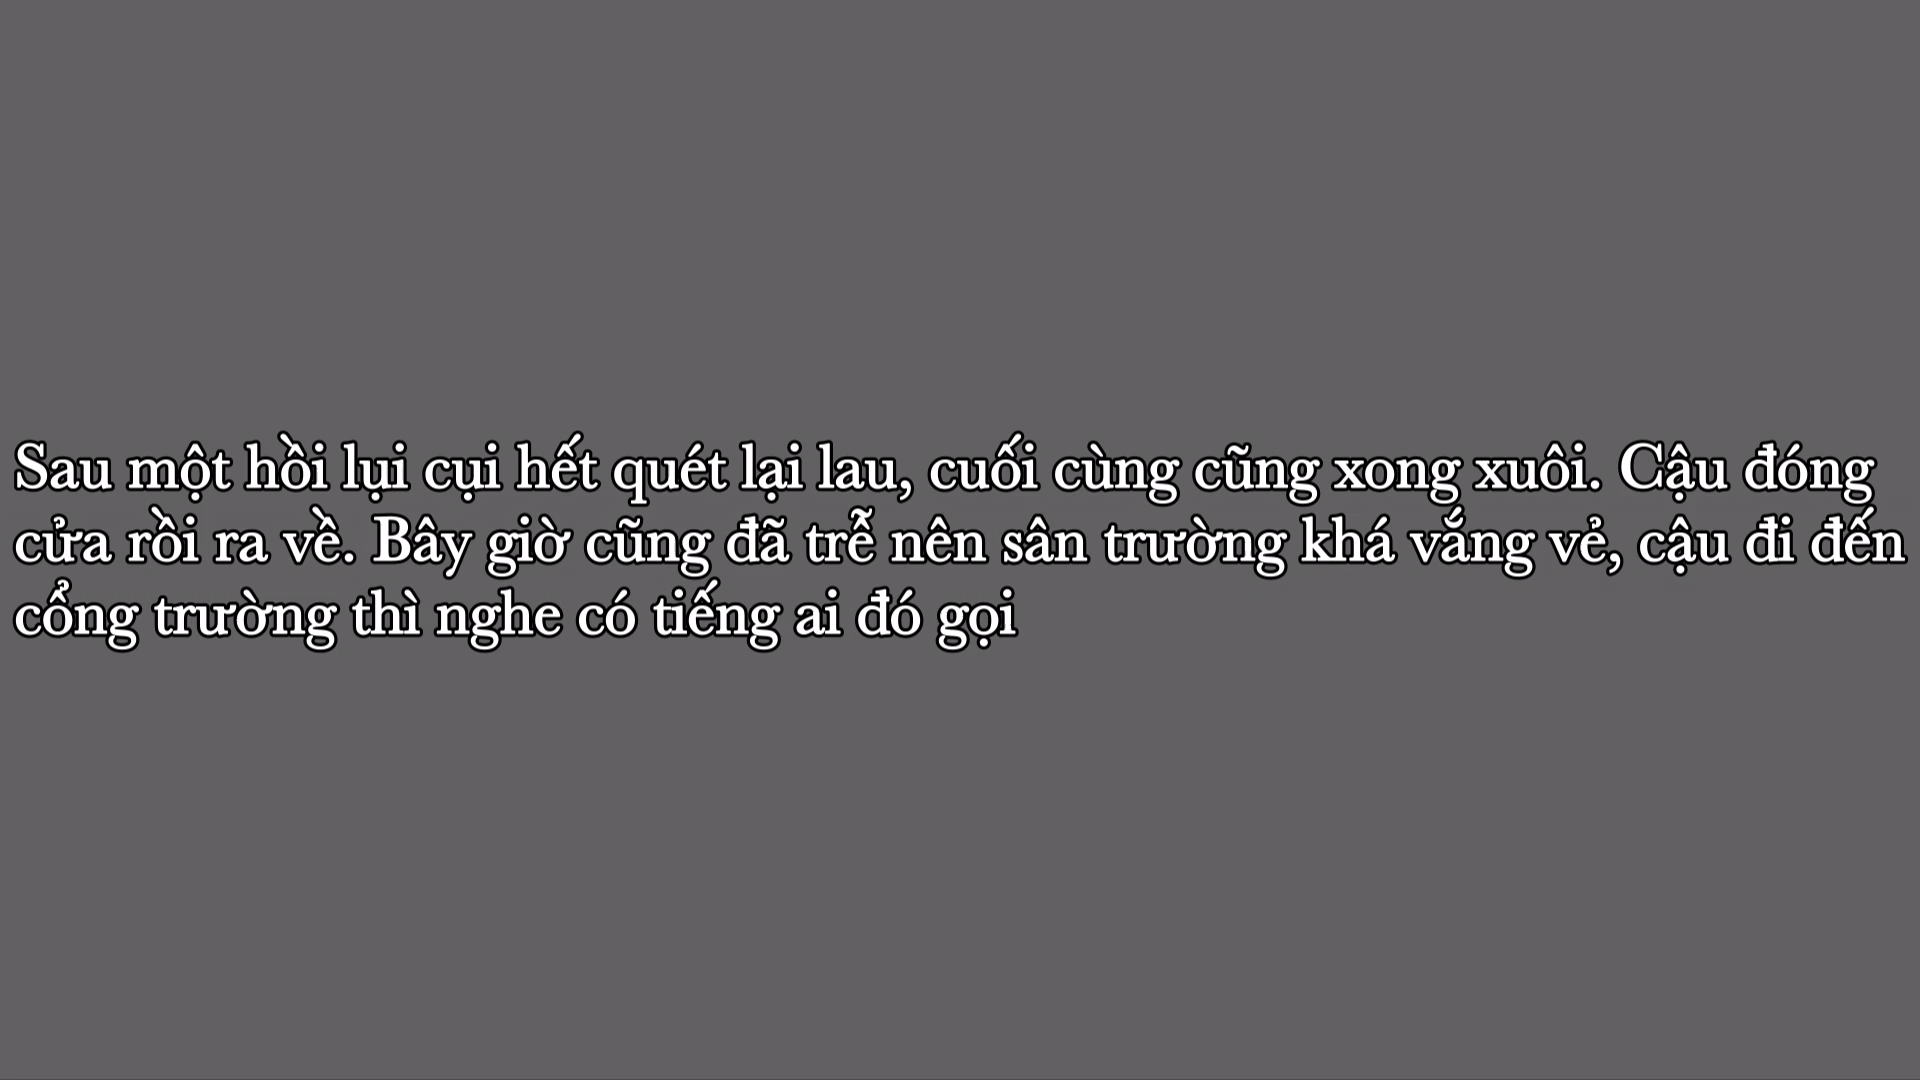 Sau một hồi lụi cụi hết quét lại lau, cuối cùng cũng xong xuôi. Cậu đóng
cửa rồi ra về. Bây giờ cũng đã trễ nên sân trường khá vắng vẻ, cậu đi đến
cổng trường thì nghe có tiếng ai đó gọi